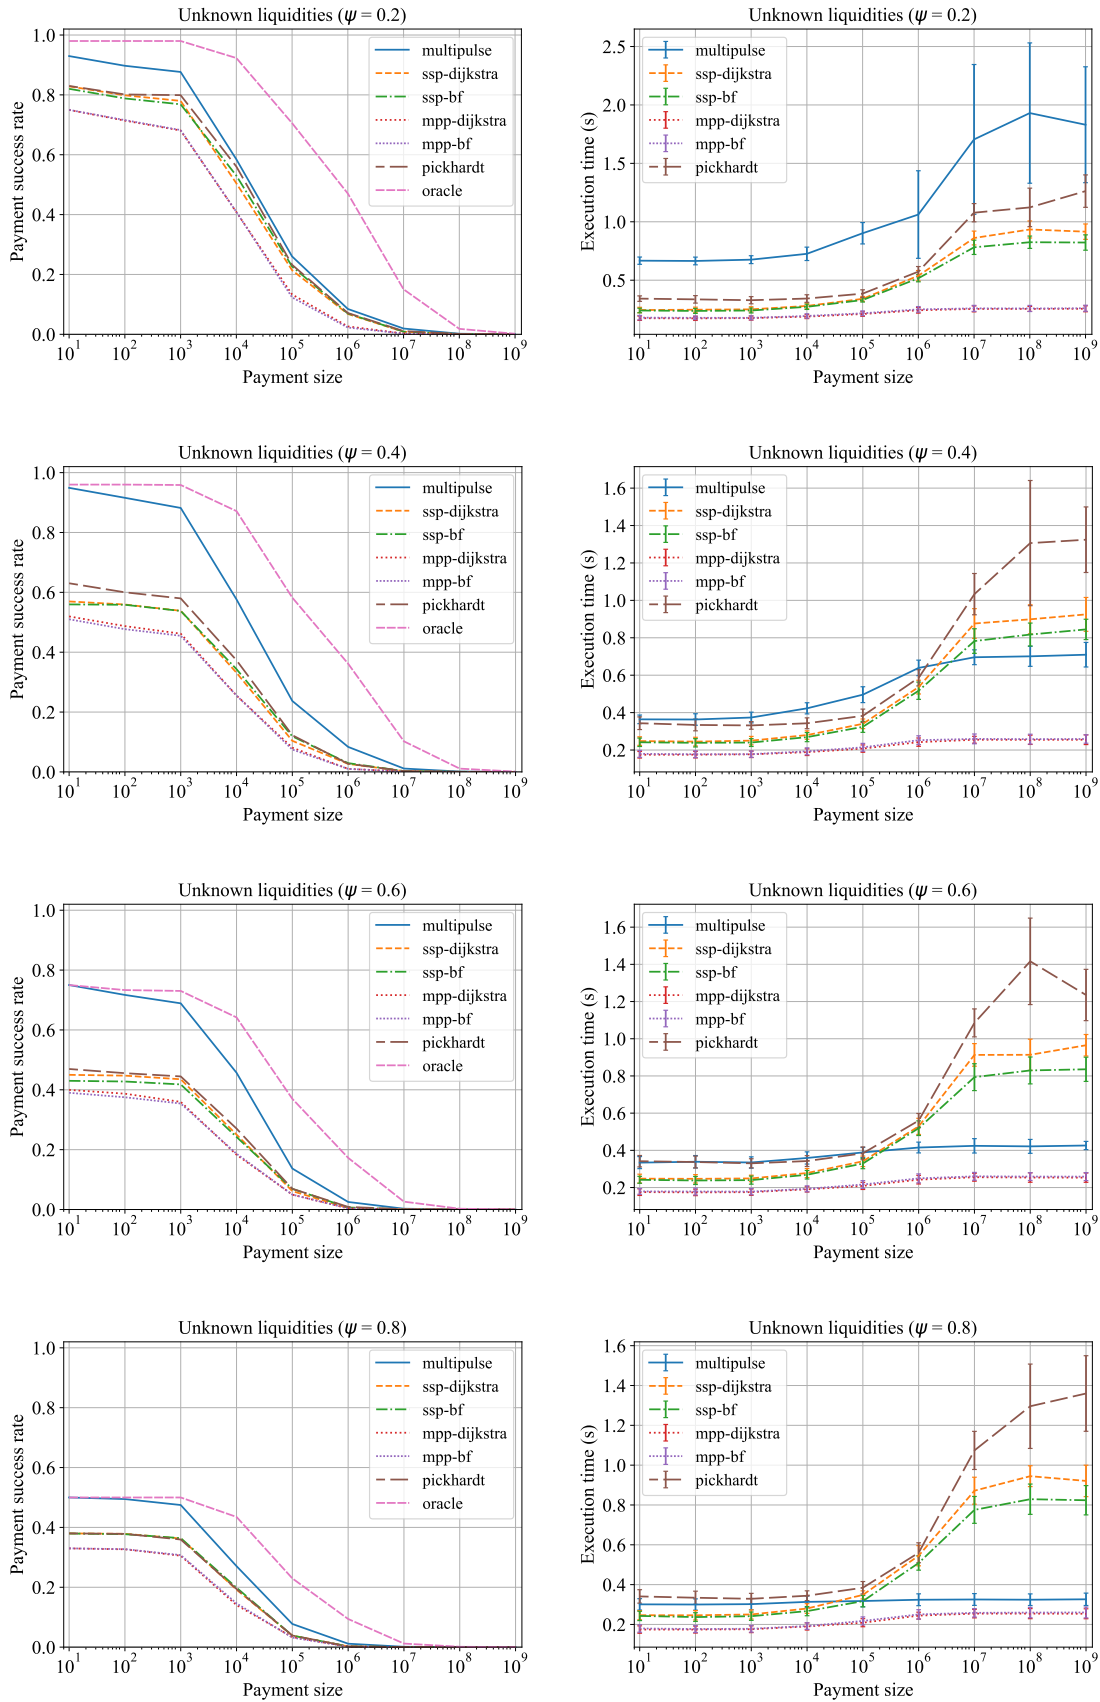 Unknown liquidities (ψ = 0.2)
Payment success rate
1.0
0.8
0.6
0.4
0.2
0.0
multipulse
ssp-dijkstra
ssp-bf
mpp-dijkstra
mpp-bf
pickhardt
oracle
10^1 10^2 10^3 10^4 10^5 10^6 10^7 10^8 10^9
Payment size
Unknown liquidities (ψ = 0.2)
Execution time (s)
2.5
2.0
1.5
1.0
0.5
multipulse
ssp-dijkstra
ssp-bf
mpp-dijkstra
mpp-bf
pickhardt
10^1 10^2 10^3 10^4 10^5 10^6 10^7 10^8 10^9
Payment size
Unknown liquidities (ψ = 0.4)
Payment success rate
1.0
0.8
0.6
0.4
0.2
0.0
multipulse
ssp-dijkstra
ssp-bf
mpp-dijkstra
mpp-bf
pickhardt
oracle
10^1 10^2 10^3 10^4 10^5 10^6 10^7 10^8 10^9
Payment size
Unknown liquidities (ψ = 0.4)
Execution time (s)
1.6
1.4
1.2
1.0
0.8
0.6
0.4
0.2
multipulse
ssp-dijkstra
ssp-bf
mpp-dijkstra
mpp-bf
pickhardt
10^1 10^2 10^3 10^4 10^5 10^6 10^7 10^8 10^9
Payment size
Unknown liquidities (ψ = 0.6)
Payment success rate
1.0
0.8
0.6
0.4
0.2
0.0
multipulse
ssp-dijkstra
ssp-bf
mpp-dijkstra
mpp-bf
pickhardt
oracle
10^1 10^2 10^3 10^4 10^5 10^6 10^7 10^8 10^9
Payment size
Unknown liquidities (ψ = 0.6)
Execution time (s)
1.6
1.4
1.2
1.0
0.8
0.6
0.4
0.2
multipulse
ssp-dijkstra
ssp-bf
mpp-dijkstra
mpp-bf
pickhardt
10^1 10^2 10^3 10^4 10^5 10^6 10^7 10^8 10^9
Payment size
Unknown liquidities (ψ = 0.8)
Payment success rate
1.0
0.8
0.6
0.4
0.2
0.0
multipulse
ssp-dijkstra
ssp-bf
mpp-dijkstra
mpp-bf
pickhardt
oracle
10^1 10^2 10^3 10^4 10^5 10^6 10^7 10^8 10^9
Payment size
Unknown liquidities (ψ = 0.8)
Execution time (s)
1.6
1.4
1.2
1.0
0.8
0.6
0.4
0.2
multipulse
ssp-dijkstra
ssp-bf
mpp-dijkstra
mpp-bf
pickhardt
10^1 10^2 10^3 10^4 10^5 10^6 10^7 10^8 10^9
Payment size